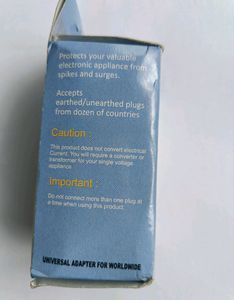 Protects your valuable
electronic appliance from
spikes and surges.
Accepts
earthed/unearthed plugs
from dozen of countries
Caution :
This product does not convert electrical
Current. You will require a converter or
transformer for your single voltage
appliance
Important :
Do not connect more than one plug at
a time when using this product.
UNIVERSAL ADAPTER FOR WORLDWIDE